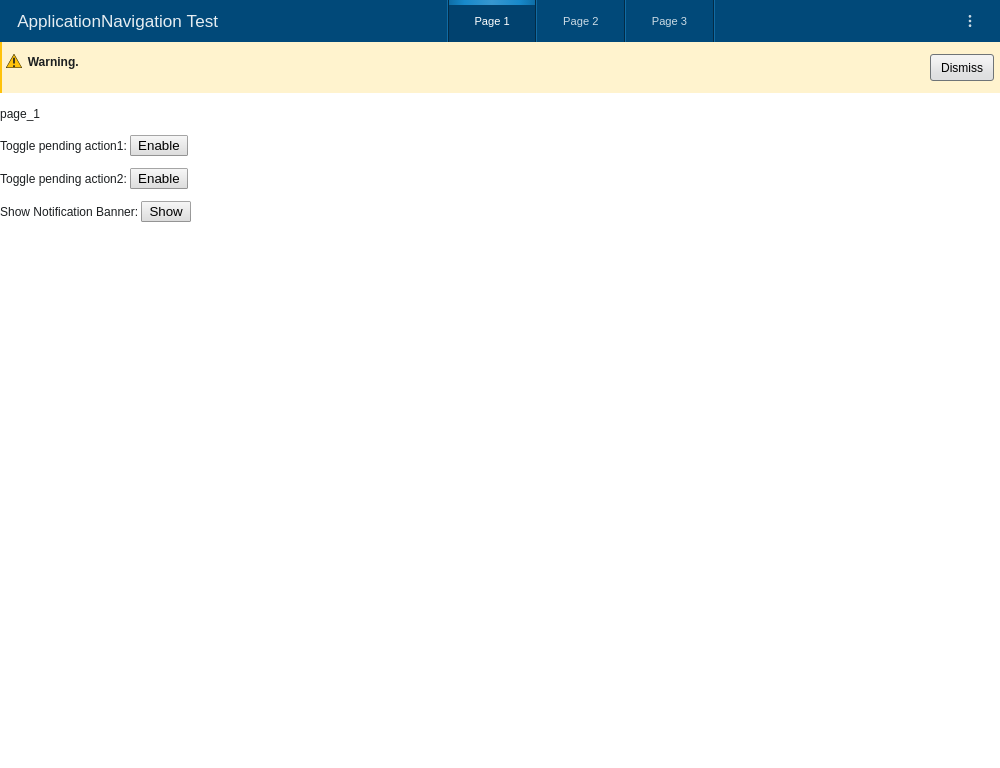 ApplicationNavigation Test
Page 1
Page 2
Page 3
Warning.
Dismiss
page_1
Toggle pending action1: Enable
Toggle pending action2: Enable
Show Notification Banner: Show